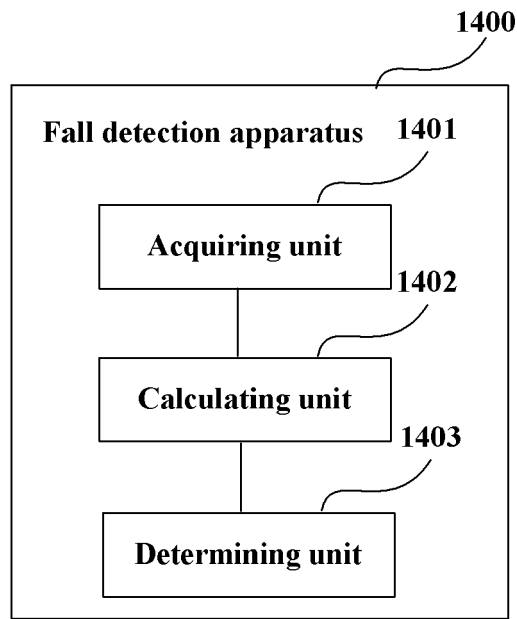 1400
Fall detection apparatus
1401
Acquiring unit
1402
Calculating unit
1403
Determining unit